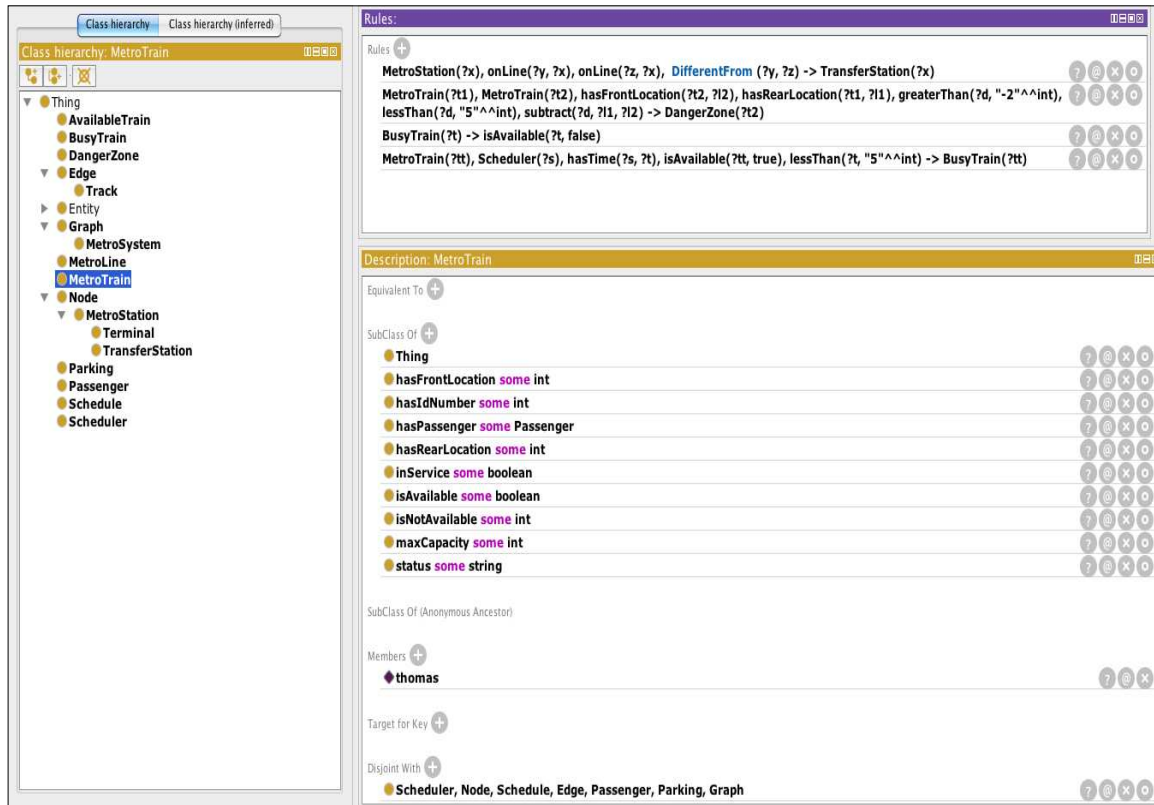 Class hierarchy Class hierarchy (inferred)
Class hierarchy: MetroTrain
Thing
AvailableTrain
BusyTrain
DangerZone
Edge
Track
Entity
Graph
MetroSystem
MetroLine
MetroTrain
Node
MetroStation
Terminal
TransferStation
Parking
Passenger
Schedule
Scheduler
Rules:
Rules
MetroStation(?x), onLine(?y, ?x), onLine(?z, ?x), DifferentFrom (?y, ?z) -> TransferStation(?x)
MetroTrain(?t1), MetroTrain(?t2), hasFrontLocation(?t2, ?l2), hasRearLocation(?t1, ?l1), greaterThan(?d, "-2"^^int),
lessThan(?d, "5"^^int), subtract(?d, ?l1, ?l2) -> DangerZone(?t2)
BusyTrain(?t) -> isAvailable(?t, false)
MetroTrain(?tt), Scheduler(?s), hasTime(?s, ?t), isAvailable(?tt, true), lessThan(?t, "5"^^int) -> BusyTrain(?tt)
Description: MetroTrain
Equivalent To
SubClass Of
Thing
hasFrontLocation some int
hasIdNumber some int
hasPassenger some Passenger
hasRearLocation some int
inService some boolean
isAvailable some boolean
isNotAvailable some int
maxCapacity some int
status some string
SubClass Of (Anonymous Ancestor)
Members
thomas
Target for Key
Disjoint With
Scheduler, Node, Schedule, Edge, Passenger, Parking, Graph